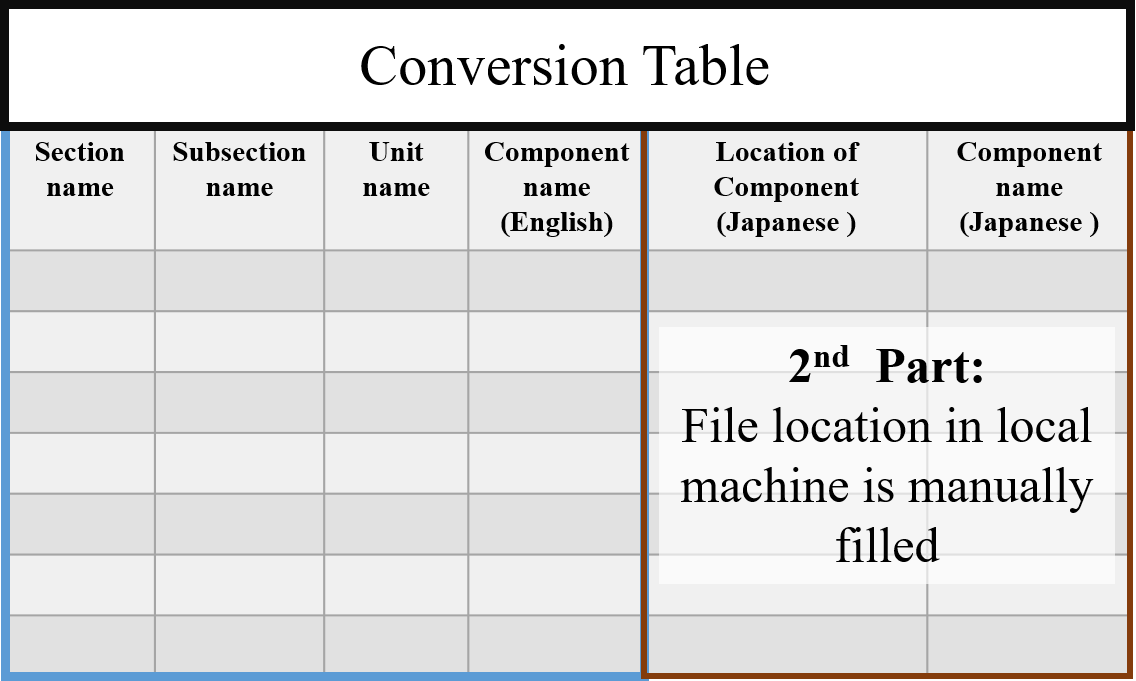 Conversion Table
Section
name
Subsection
name
Unit
name
Component
name
(English)
Location of
Component
(Japanese )
Component
name
(Japanese )
2nd Part:
File location in local
machine is manually
filled